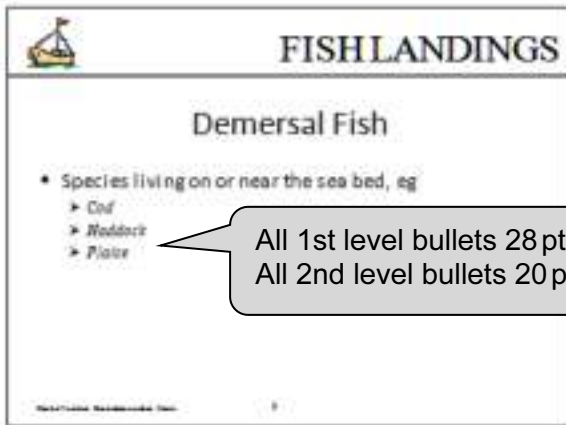 FISH LANDINGS
Demersal Fish
• Species living on or near the sea bed, eg
➤ Cod
➤ Haddock
➤ Plaice
All 1st level bullets 28 pt
All 2nd level bullets 20 p